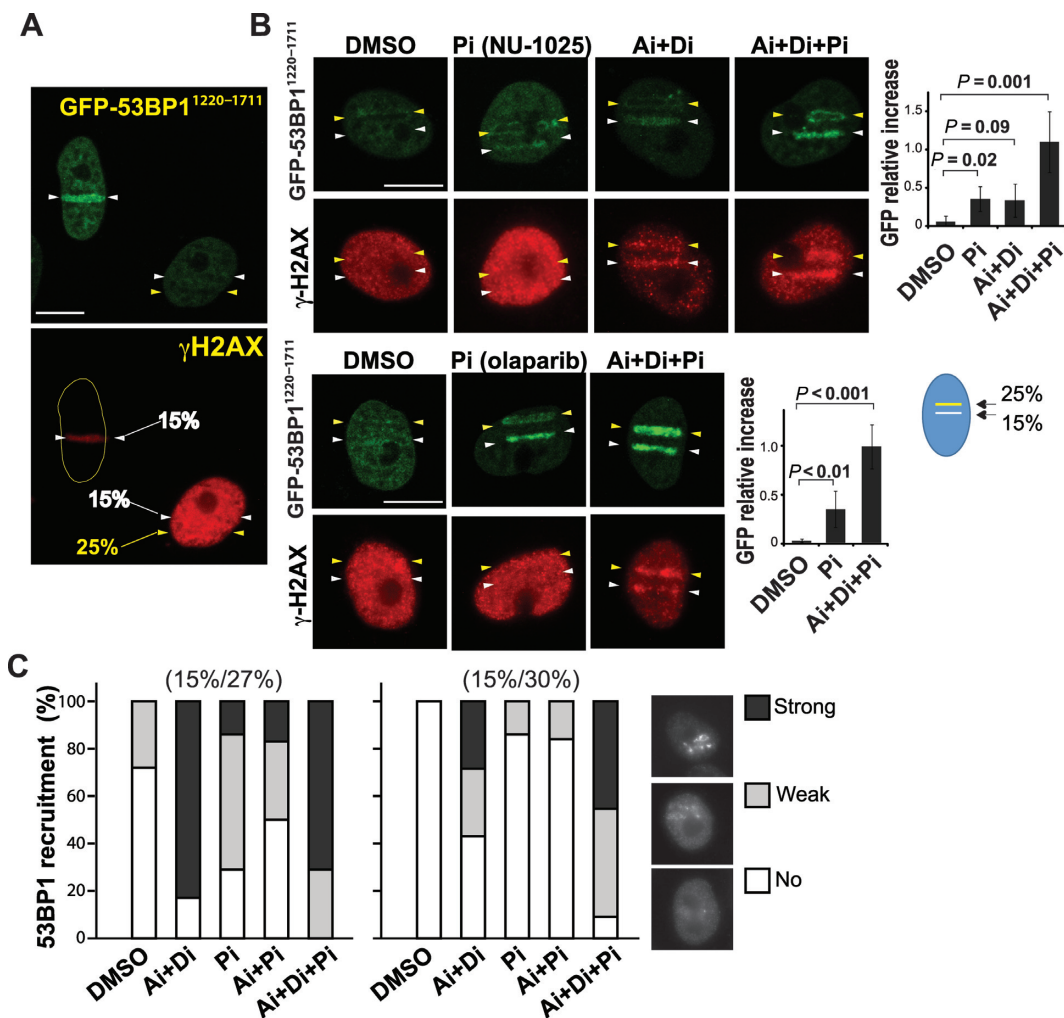 A
GFP-53BP1¹²²⁰⁻¹⁷¹¹
γH2AX
15%
15%
25%
B
DMSO Pi (NU-1025) Ai+Di Ai+Di+Pi
GFP-53BP1¹²²⁰⁻¹⁷¹¹
γ-H2AX
GFP relative increase
P = 0.001
P = 0.09
P = 0.02
1.5
1.0
0.5
0
DMSO Pi Ai+Di Ai+Di+Pi
DMSO Pi (olaparib) Ai+Di+Pi
GFP-53BP1¹²²⁰⁻¹⁷¹¹
γ-H2AX
GFP relative increase
P < 0.001
P < 0.01
1.0
0.5
0
DMSO Pi Ai+Di+Pi
25%
15%
C
53BP1 recruitment (%)
(15%/27%) (15%/30%)
100
80
60
40
20
0
DMSO Ai+Di Pi Ai+Pi Ai+Di+Pi
DMSO Ai+Di Pi Ai+Pi Ai+Di+Pi
Strong
Weak
No